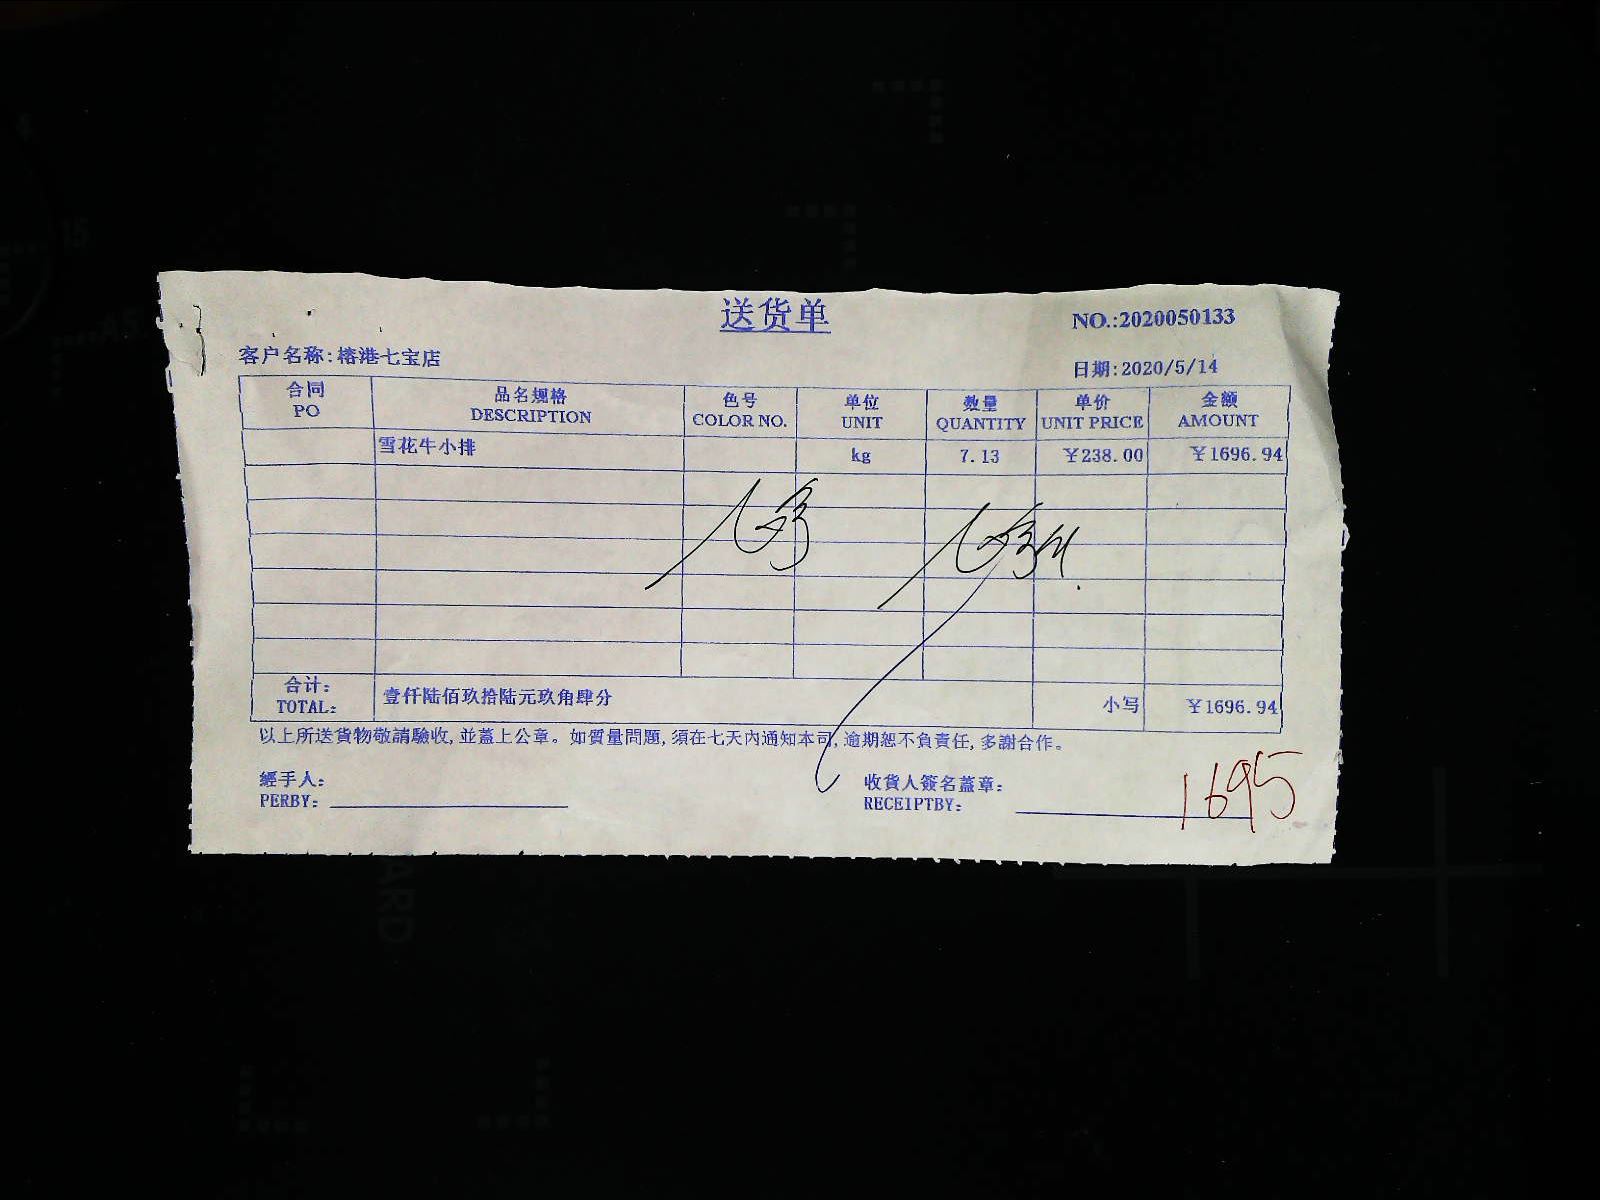 送货单
NO.:2020050133
客户名称:榕港七宝店
日期:2020/5/14
合同 品名规格 色号 单位 数量 单价 金额
PO DESCRIPTION COLOR NO. UNIT QUANTITY UNIT PRICE AMOUNT
雪花牛小排 kg 7.13 ¥238.00 ¥1696.94
合计: 壹仟陆佰玖拾陆元玖角肆分 小写 ¥1696.94
TOTAL:
以上所送貨物敬請驗收,並蓋上公章。如質量問題,須在七天內通知本司,逾期恕不負責任,多謝合作。
經手人: 收貨人簽名蓋章:
PERBY: RECEIPTBY:
1695